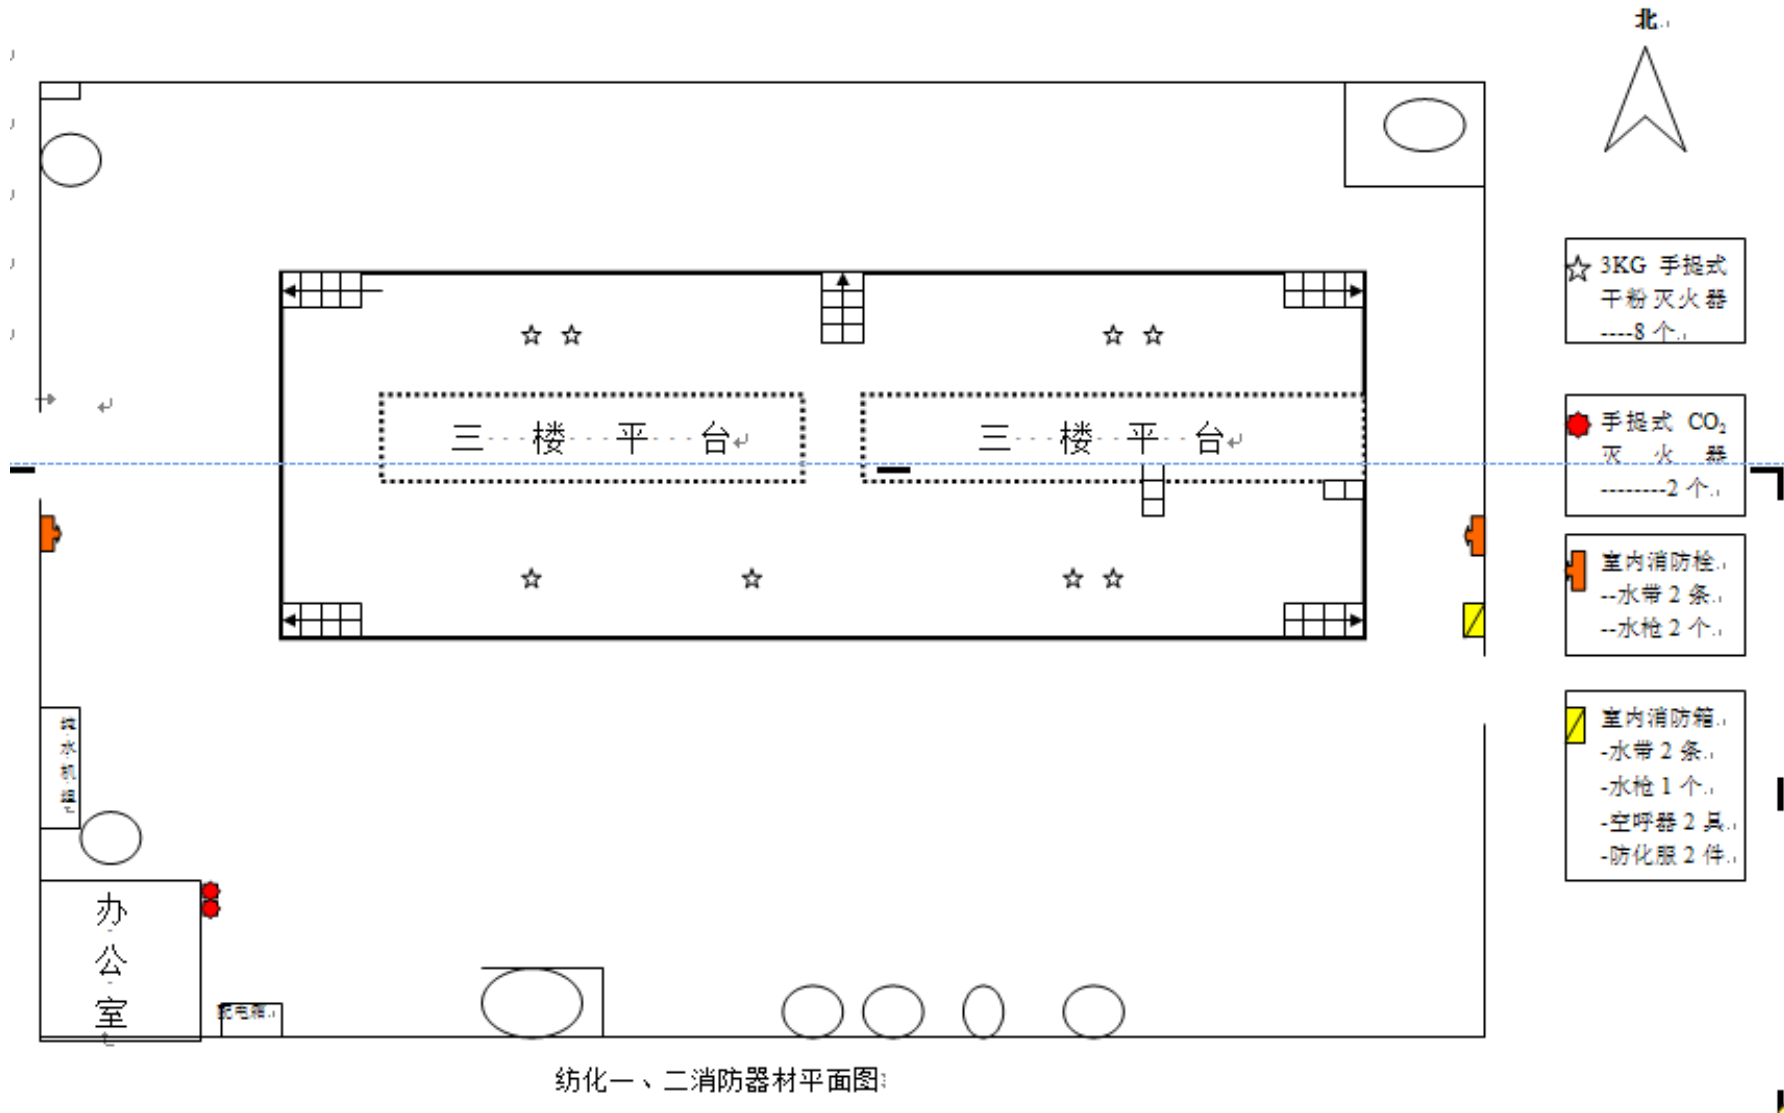 北
3KG 手提式
干粉灭火器
----8个
三楼平台
三楼平台
手提式 CO₂
灭火器
--------2个
室内消防栓
--水带2条
--水枪2个
室内消防箱
-水带2条
-水枪1个
-空呼器2具
-防化服2件
纯水机组
办公室
配电箱
纺化一、二消防器材平面图